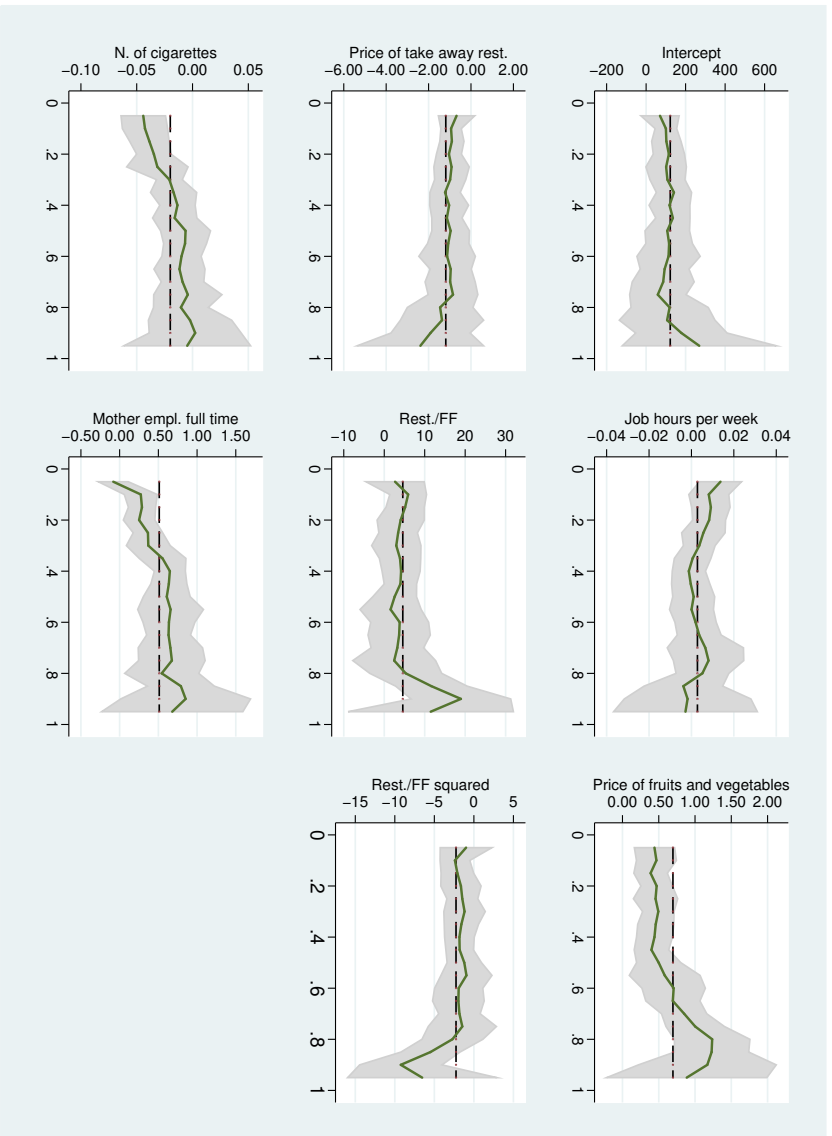 N. of cigarettes
−0.10 −0.05 0.00 0.05
0 .2 .4 .6 .8 1
Price of take away rest.
−6.00 −4.00 −2.00 0.00 2.00
0 .2 .4 .6 .8 1
Intercept
−200 0 200 400 600
0 .2 .4 .6 .8 1
Mother empl. full time
−0.50 0.00 0.50 1.00 1.50
0 .2 .4 .6 .8 1
Rest./FF
−10 0 10 20 30
0 .2 .4 .6 .8 1
Job hours per week
−0.04 −0.02 0.00 0.02 0.04
0 .2 .4 .6 .8 1
Rest./FF squared
−15 −10 −5 0 5
0 .2 .4 .6 .8 1
Price of fruits and vegetables
0.00 0.50 1.00 1.50 2.00
0 .2 .4 .6 .8 1